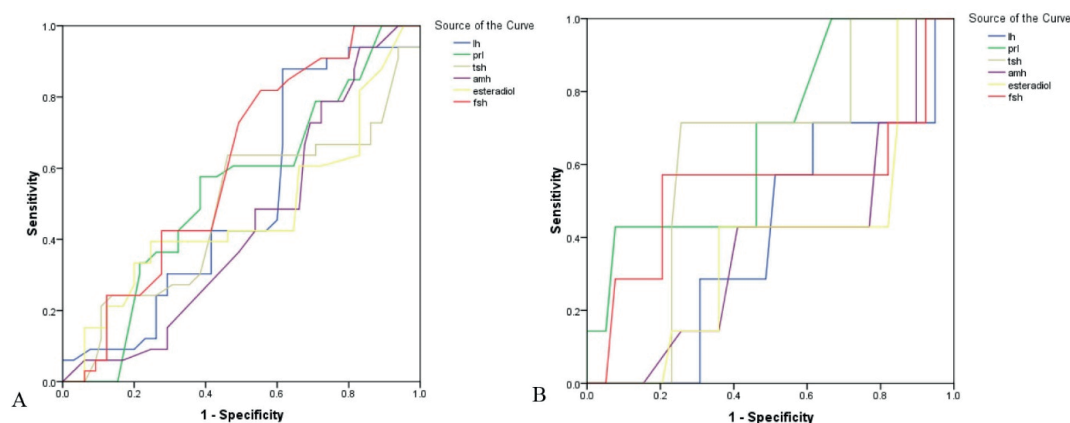 Source of the Curve
lh
prl
tsh
amh
esteradiol
fsh
1.0
0.8
0.6
0.4
0.2
0.0
Sensitivity
0.0 0.2 0.4 0.6 0.8 1.0
1 - Specificity
A
Source of the Curve
lh
prl
tsh
amh
esteradiol
fsh
1.0
0.8
0.6
0.4
0.2
0.0
Sensitivity
0.0 0.2 0.4 0.6 0.8 1.0
1 - Specificity
B